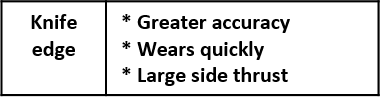 Knife
edge
* Greater accuracy
* Wears quickly
* Large side thrust